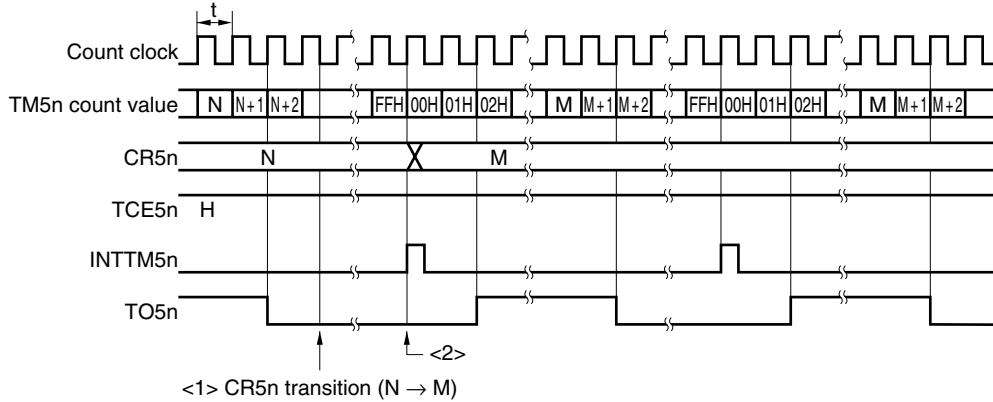 t
Count clock
TM5n count value N N+1 N+2 FFH 00H 01H 02H M M+1 M+2 FFH 00H 01H 02H M M+1 M+2
CR5n N M
TCE5n H
INTTM5n
TO5n
<2>
<1> CR5n transition (N → M)